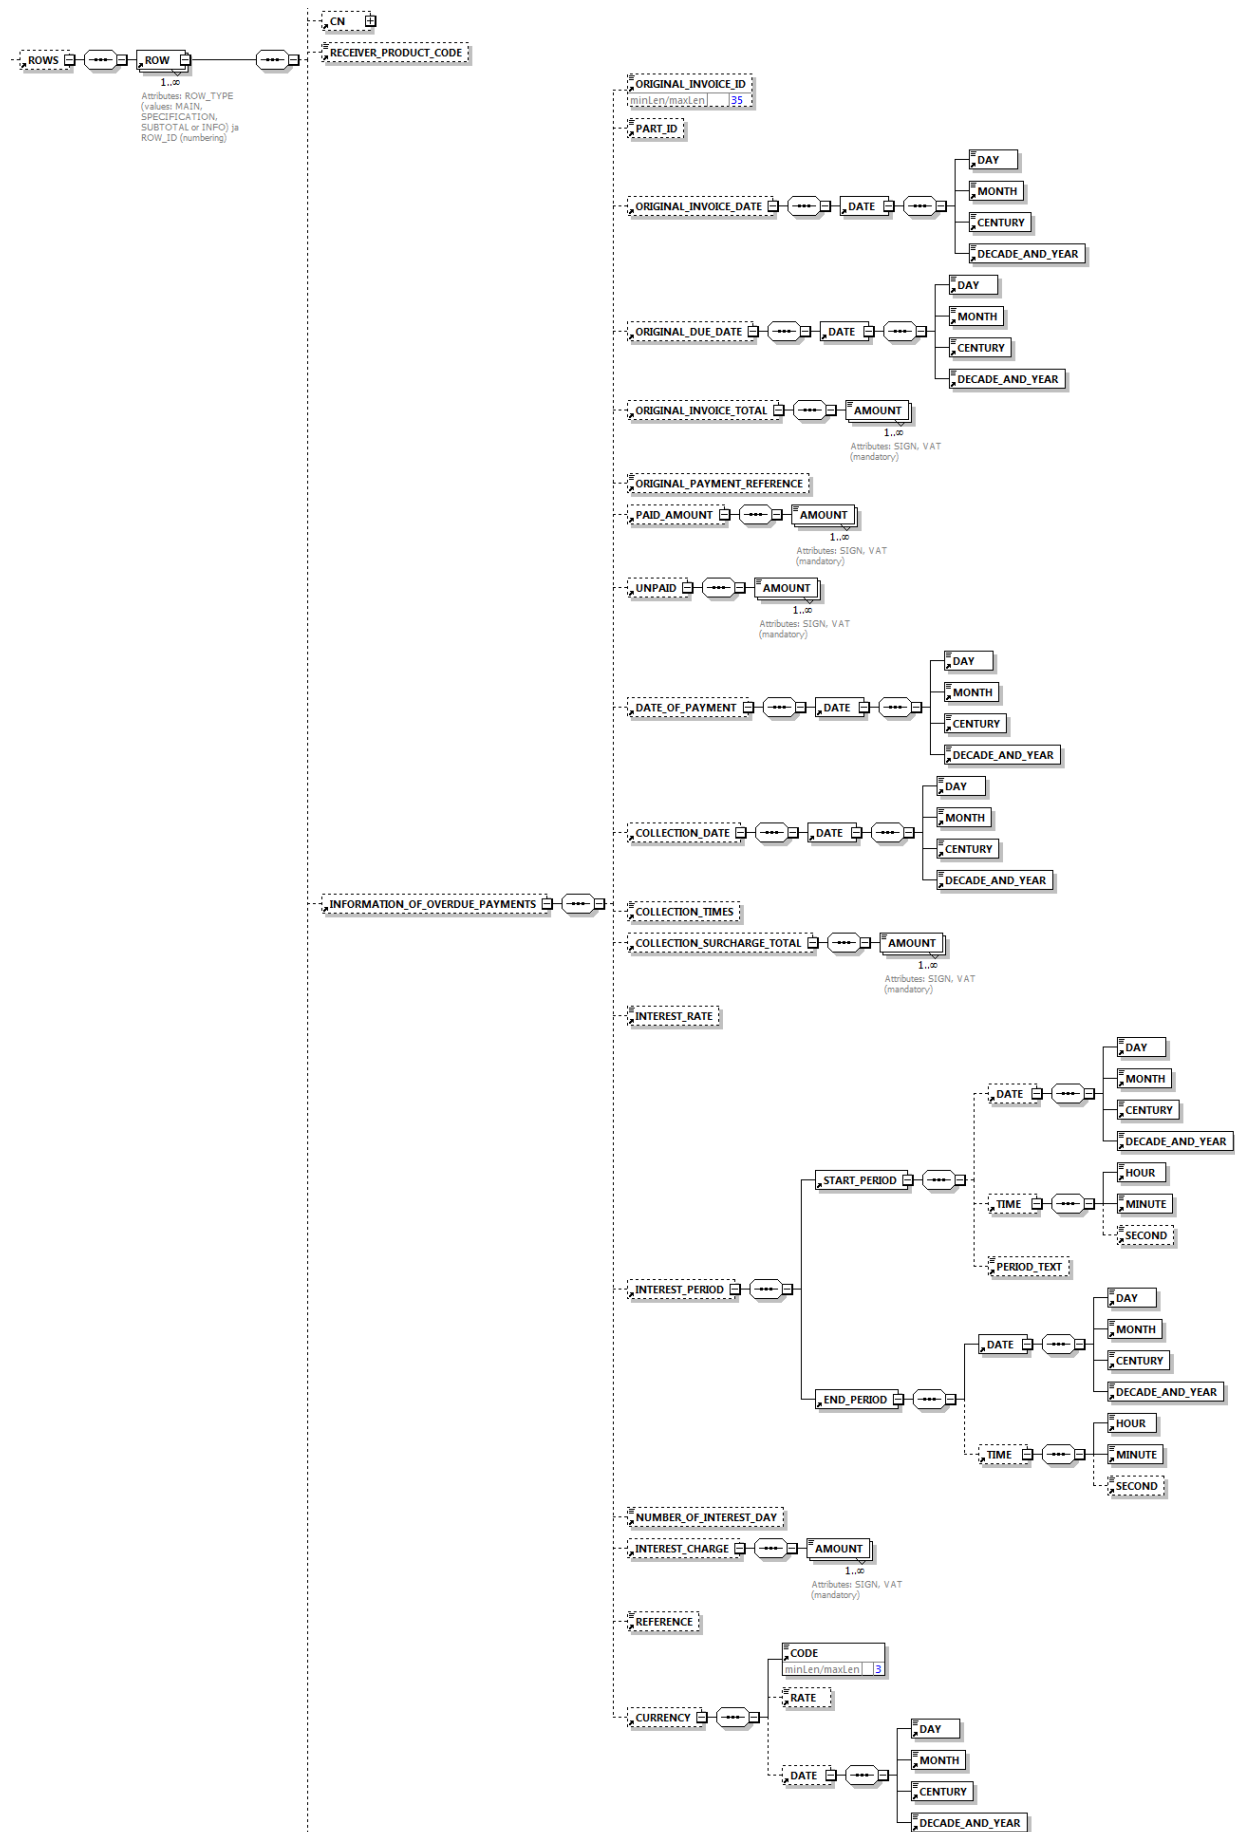 CN
ROWS
ROW
1..∞
Attributes: ROW_TYPE
(values: MAIN,
SPECIFICATION,
SUBTOTAL or INFO) ja
ROW_ID (numbering)
RECEIVER_PRODUCT_CODE
ORIGINAL_INVOICE_ID
minLen/maxLen 35
PART_ID
ORIGINAL_INVOICE_DATE
DATE
DAY
MONTH
CENTURY
DECADE_AND_YEAR
ORIGINAL_DUE_DATE
DATE
DAY
MONTH
CENTURY
DECADE_AND_YEAR
ORIGINAL_INVOICE_TOTAL
AMOUNT
1..∞
Attributes: SIGN, VAT
(mandatory)
ORIGINAL_PAYMENT_REFERENCE
PAID_AMOUNT
AMOUNT
1..∞
Attributes: SIGN, VAT
(mandatory)
UNPAID
AMOUNT
1..∞
Attributes: SIGN, VAT
(mandatory)
DATE_OF_PAYMENT
DATE
DAY
MONTH
CENTURY
DECADE_AND_YEAR
COLLECTION_DATE
DATE
DAY
MONTH
CENTURY
DECADE_AND_YEAR
INFORMATION_OF_OVERDUE_PAYMENTS
COLLECTION_TIMES
COLLECTION_SURCHARGE_TOTAL
AMOUNT
1..∞
Attributes: SIGN, VAT
(mandatory)
INTEREST_RATE
INTEREST_PERIOD
START_PERIOD
DATE
DAY
MONTH
CENTURY
DECADE_AND_YEAR
TIME
HOUR
MINUTE
SECOND
PERIOD_TEXT
END_PERIOD
DATE
DAY
MONTH
CENTURY
DECADE_AND_YEAR
TIME
HOUR
MINUTE
SECOND
NUMBER_OF_INTEREST_DAY
INTEREST_CHARGE
AMOUNT
1..∞
Attributes: SIGN, VAT
(mandatory)
REFERENCE
CURRENCY
CODE
minLen/maxLen 3
RATE
DATE
DAY
MONTH
CENTURY
DECADE_AND_YEAR